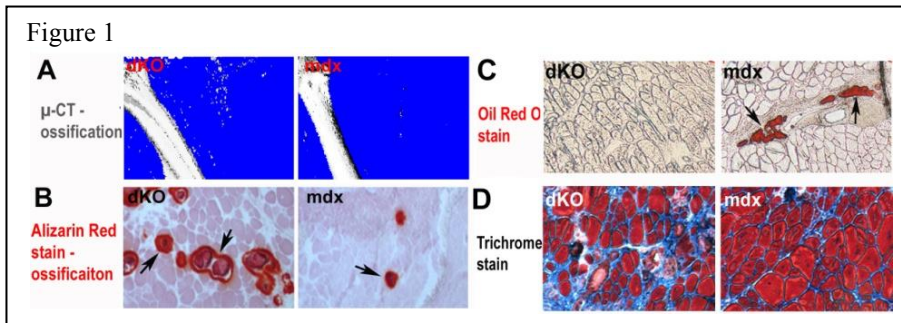 Figure 1
A
dKO
mdx
µ-CT -
ossification
B
dKO
mdx
Alizarin Red
stain -
ossificaiton
C
dKO
mdx
Oil Red O
stain
D
dKO
mdx
Trichrome
stain